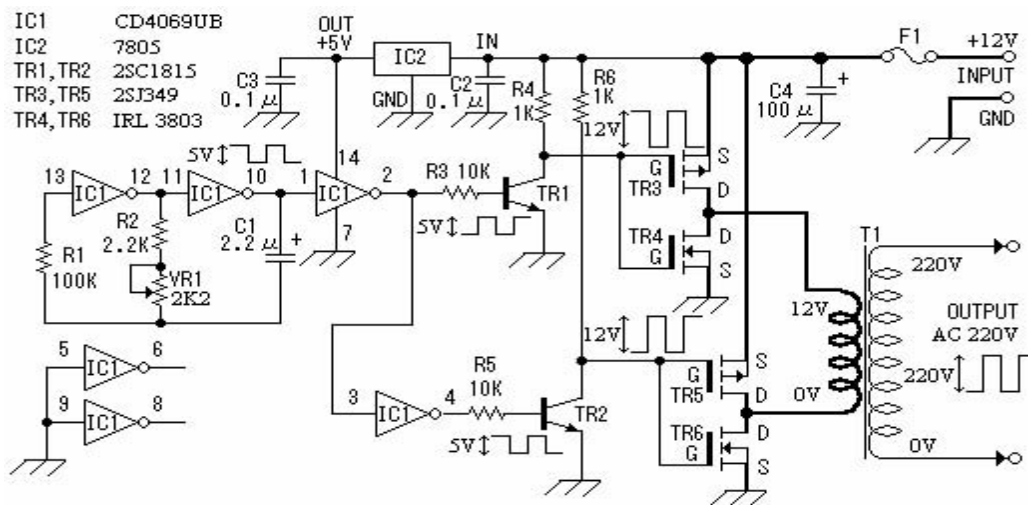 IC1 CD4069UB
IC2 7805
TR1,TR2 2SC1815
TR3,TR5 2SJ349
TR4,TR6 IRL 3803
OUT
+5V
IC2
IN
GND
C3
0.1μ
C2
0.1μ
R4
1K
R6
1K
F1
+12V
INPUT
GND
C4
100μ
+
12V
5V
14
13
IC1
12
11
IC1
10
1
IC1
2
7
R3 10K
TR1
5V
G
S
TR3
D
TR4
D
G
S
R1
100K
R2
2.2K
VR1
2K2
C1
2.2μ
+
T1
12V
0V
220V
OUTPUT
AC 220V
220V
0V
12V
5
IC1
6
9
IC1
8
3
IC1
4
R5
10K
TR2
5V
S
G
D
TR5
TR6
D
G
S